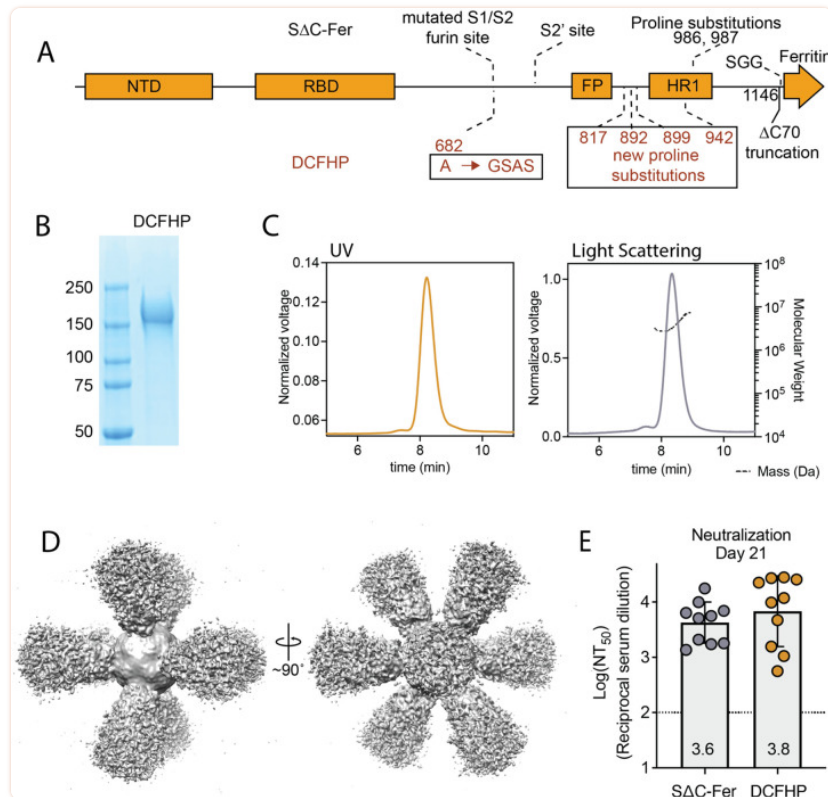 A
SΔC-Fer
mutated S1/S2
furin site
S2' site
Proline substitutions
986, 987
SGG
Ferritin
NTD
RBD
FP
HR1
1146
ΔC70
truncation
DCFHP
682
A → GSAS
817 892 899 942
new proline
substitutions
B
DCFHP
250
150
100
75
50
C
UV
Normalized voltage
0.14
0.12
0.10
0.08
0.06
6 8 10
time (min)
Light Scattering
Normalized voltage
1.0
0.5
0.0
6 8 10
time (min)
10⁸
10⁷
10⁶
10⁵
10⁴
Molecular Weight
Mass (Da)
D
~90°
E
Neutralization
Day 21
Log(NT₅₀)
(Reciprocal serum dilution)
4
3
2
1
3.6 3.8
SΔC-Fer DCFHP